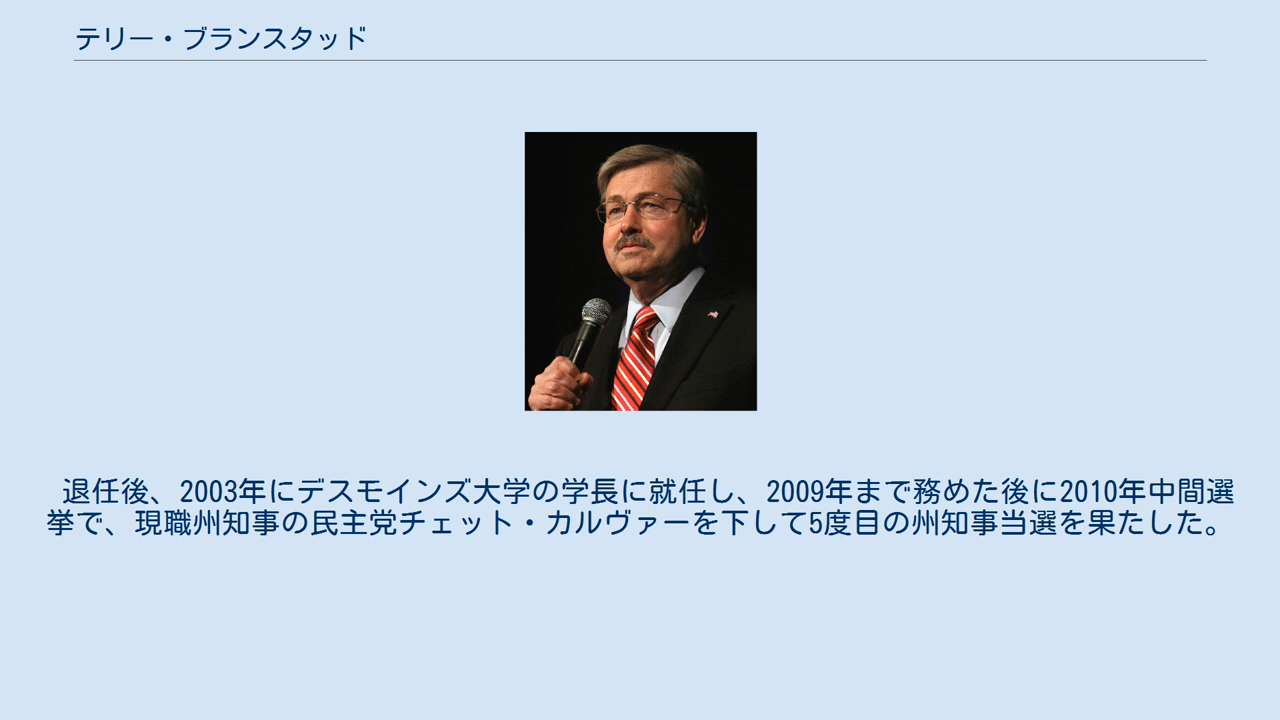 テリー・ブランスタッド
退任後、2003年にデスモインズ大学の学長に就任し、2009年まで務めた後に2010年中間選
挙で、現職州知事の民主党チェット・カルヴァーを下して5度目の州知事当選を果たした。